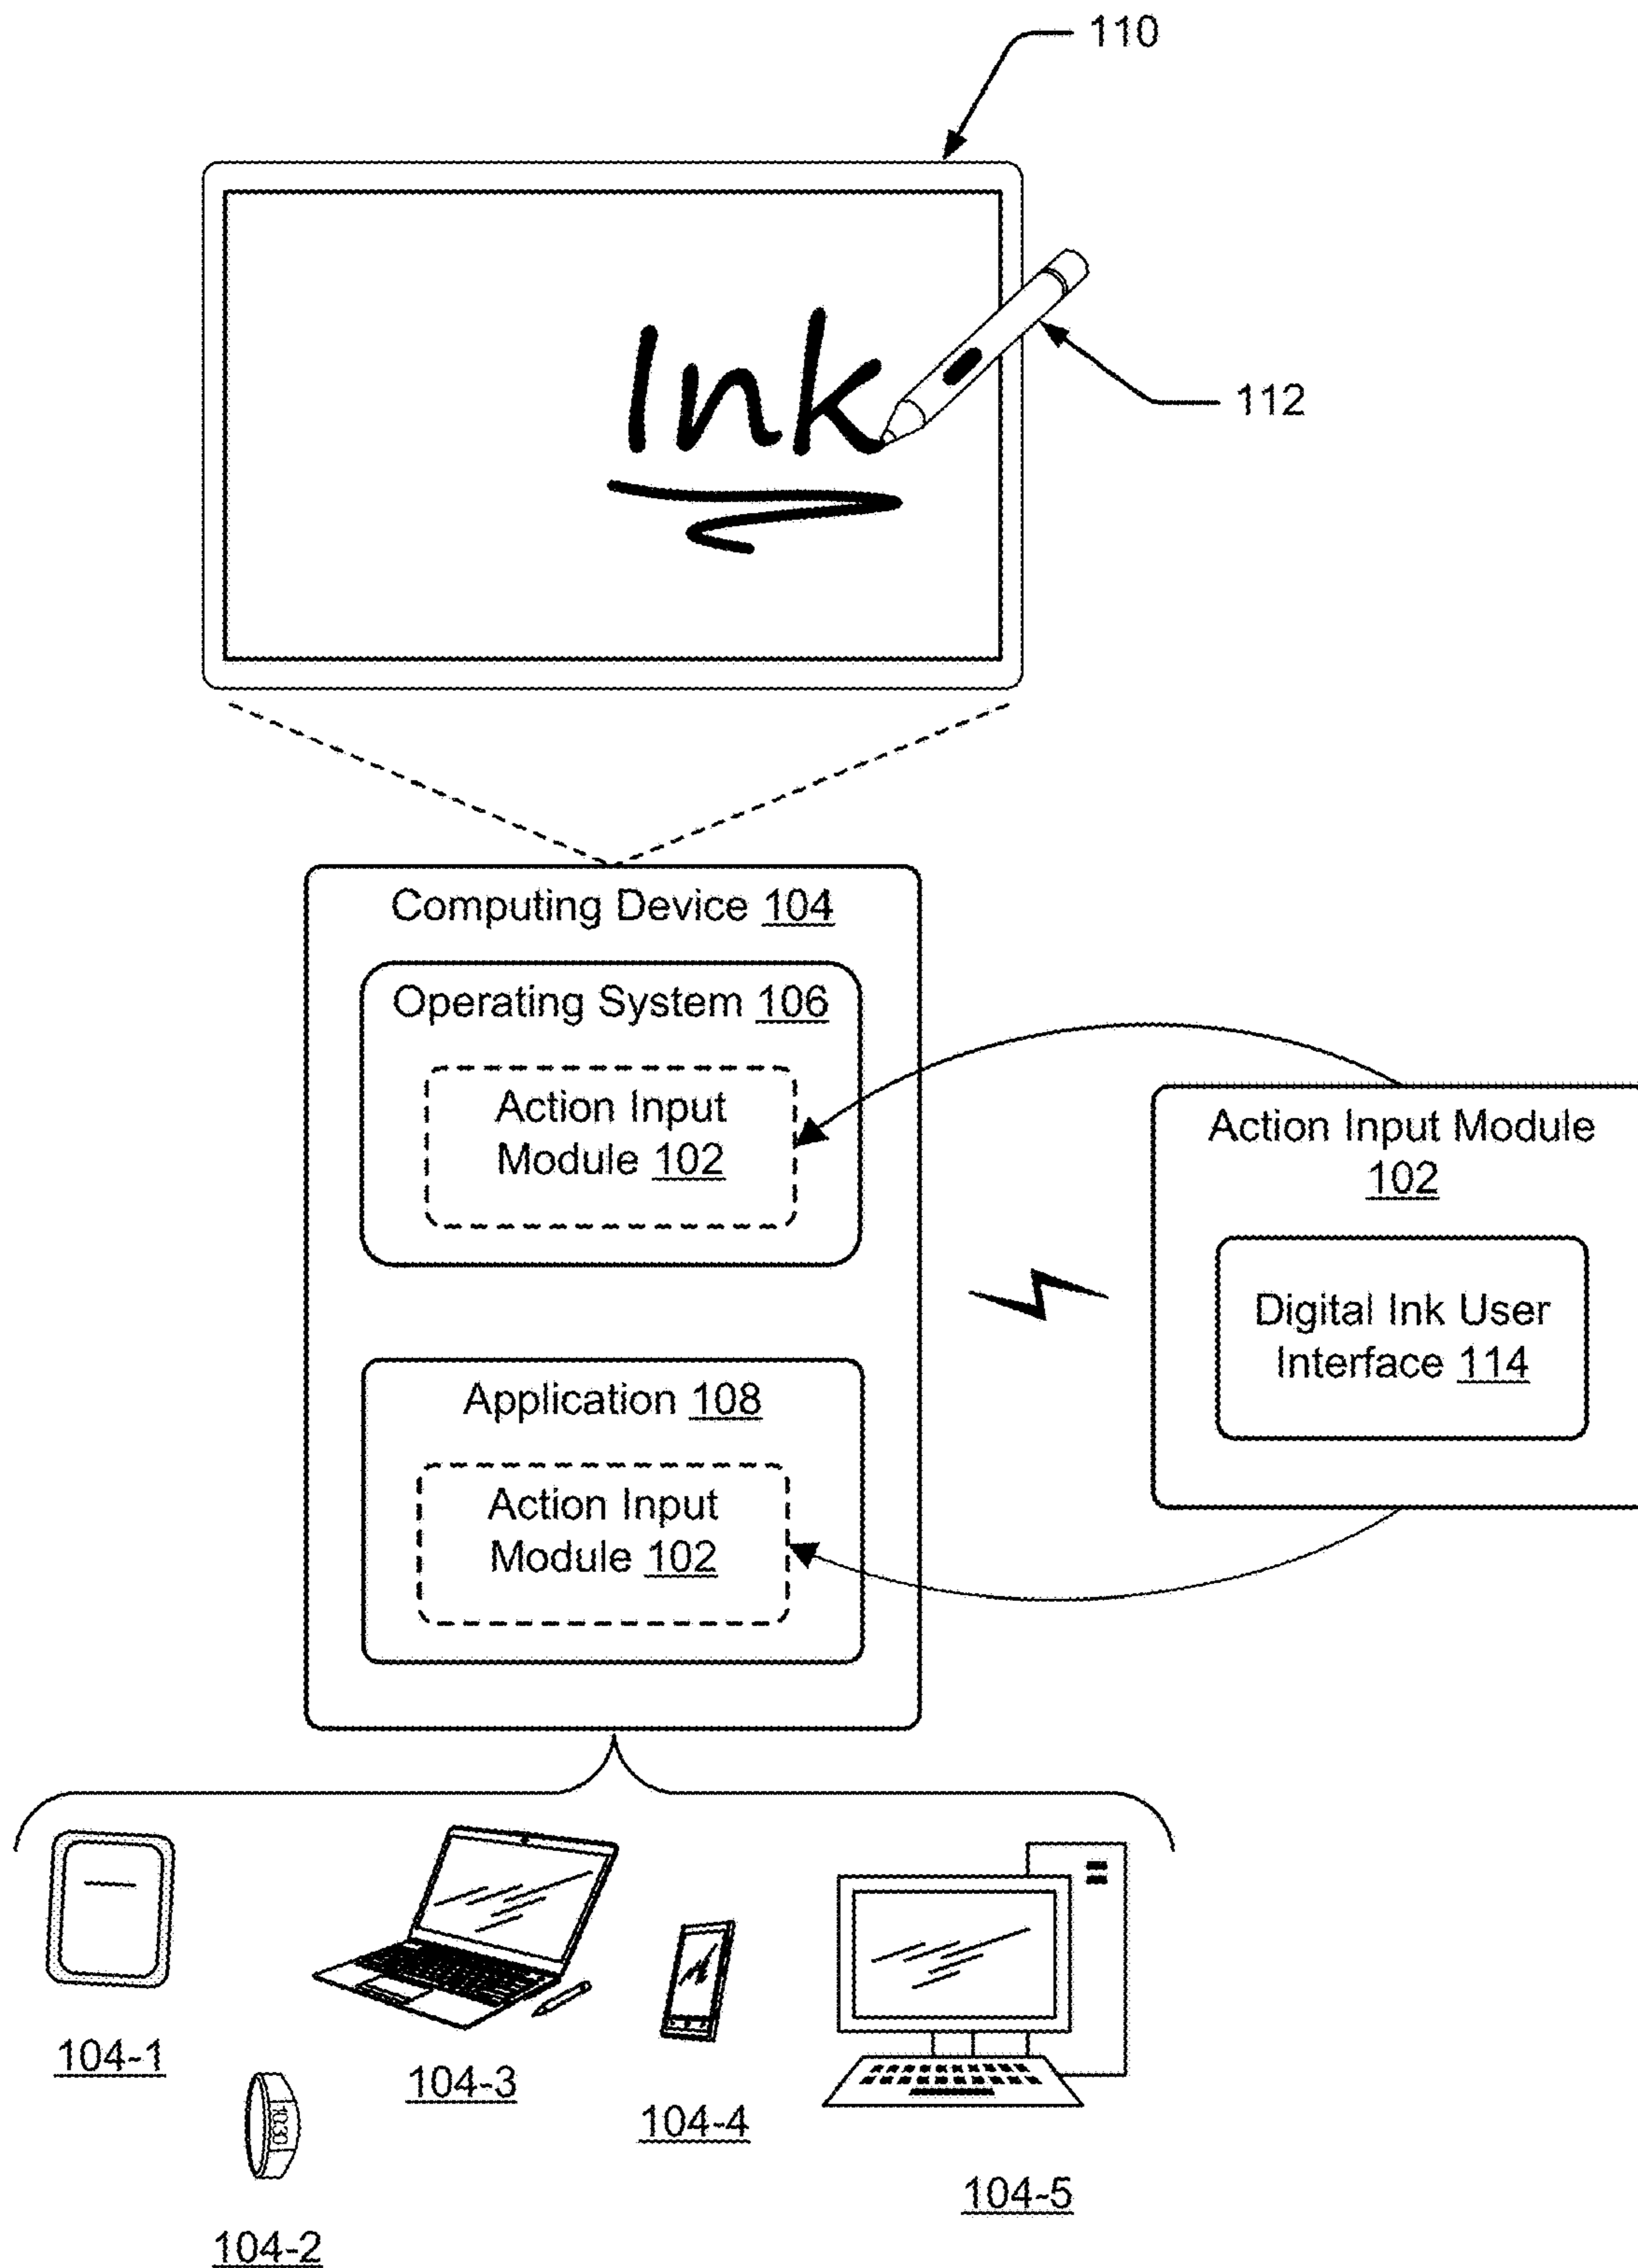 110
Ink
112
Computing Device 104
Operating System 106
Action Input
Module 102
Action Input Module
102
Digital Ink User
Interface 114
Application 108
Action Input
Module 102
104-1
104-2
10:30
104-3
104-4
104-5